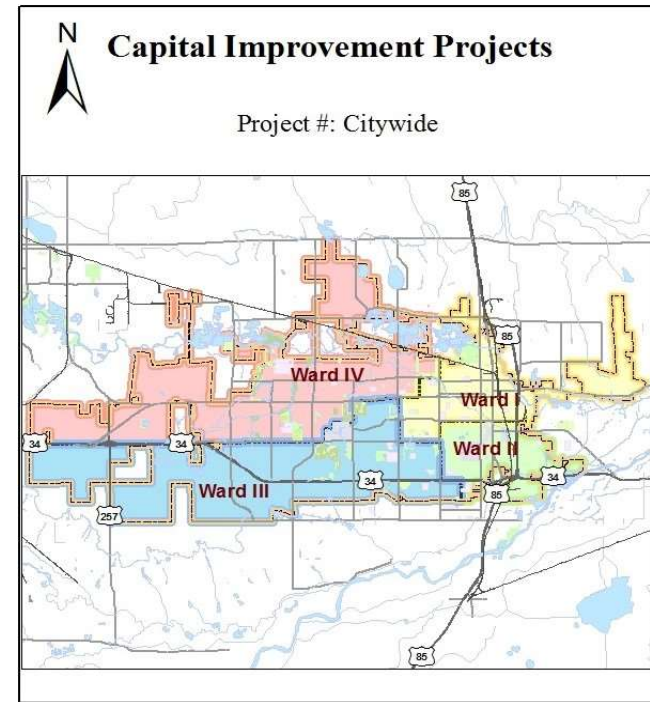 N
Capital Improvement Projects
Project #: Citywide
85
85
Ward IV
Ward I
34
34
Ward II
34
34
Ward III
85
257
85